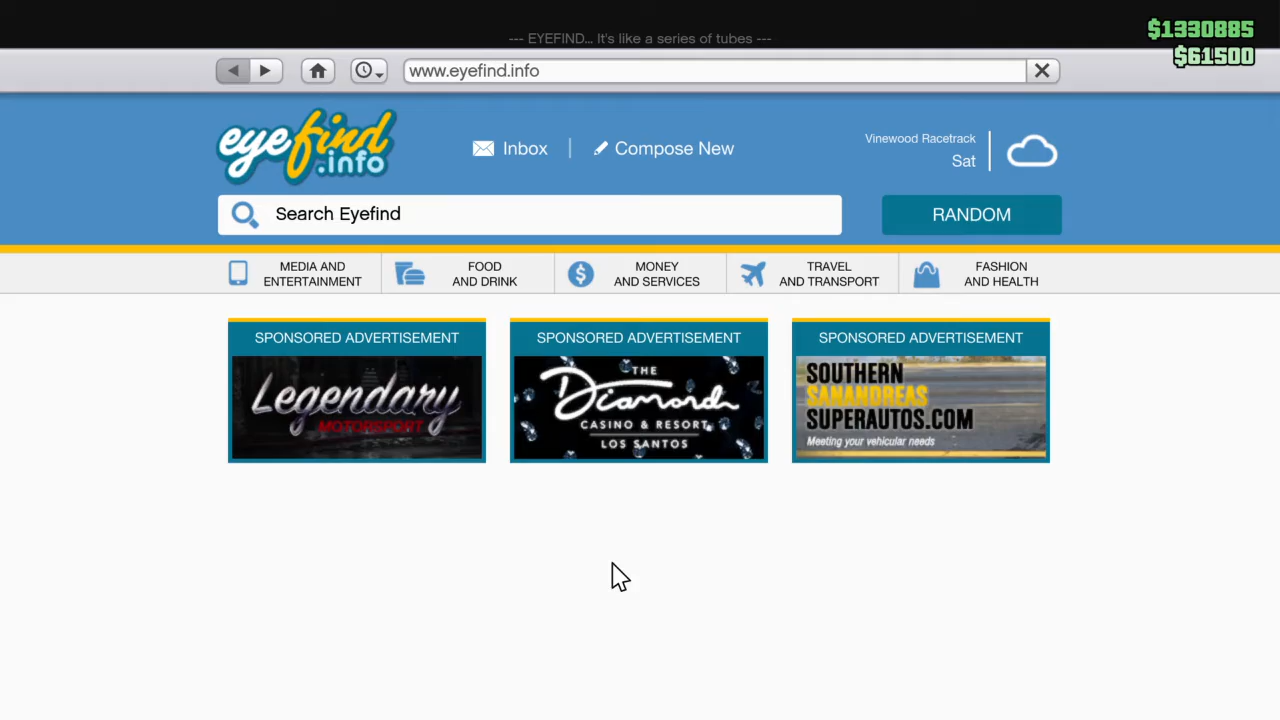 --- EYEFIND... It's like a series of tubes ---
$1330885
$61500
www.eyefind.info
eyefind.info
Inbox
Compose New
Vinewood Racetrack
Sat
Search Eyefind
RANDOM
MEDIA AND
ENTERTAINMENT
FOOD
AND DRINK
MONEY
AND SERVICES
TRAVEL
AND TRANSPORT
FASHION
AND HEALTH
SPONSORED ADVERTISEMENT
Legendary
MOTORSPORT
SPONSORED ADVERTISEMENT
THE
Diamond
CASINO & RESORT
LOS SANTOS
SPONSORED ADVERTISEMENT
SOUTHERN
SANANDREAS
SUPERAUTOS.COM
Meeting your vehicular needs